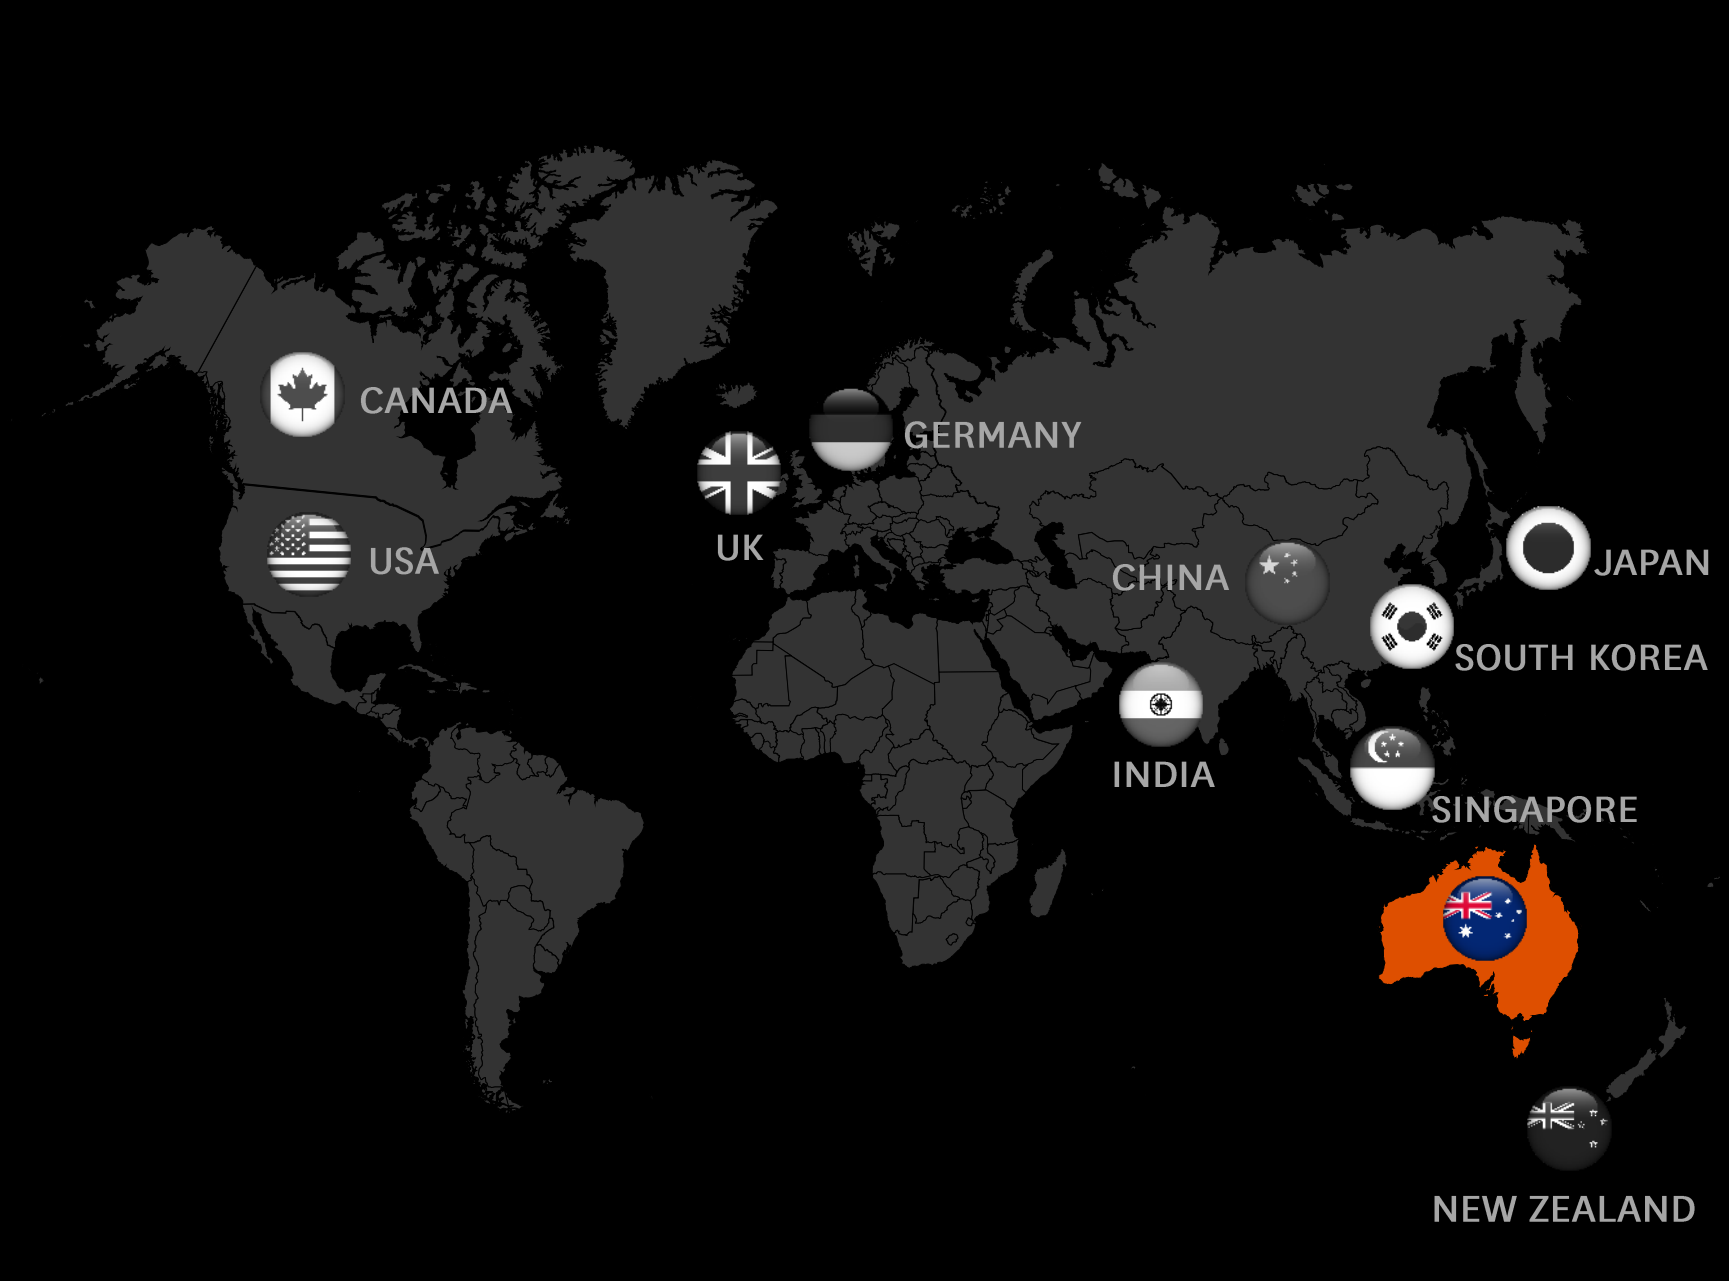 CANADA
GERMANY
UK
USA
CHINA
JAPAN
SOUTH KOREA
INDIA
SINGAPORE
NEW ZEALAND